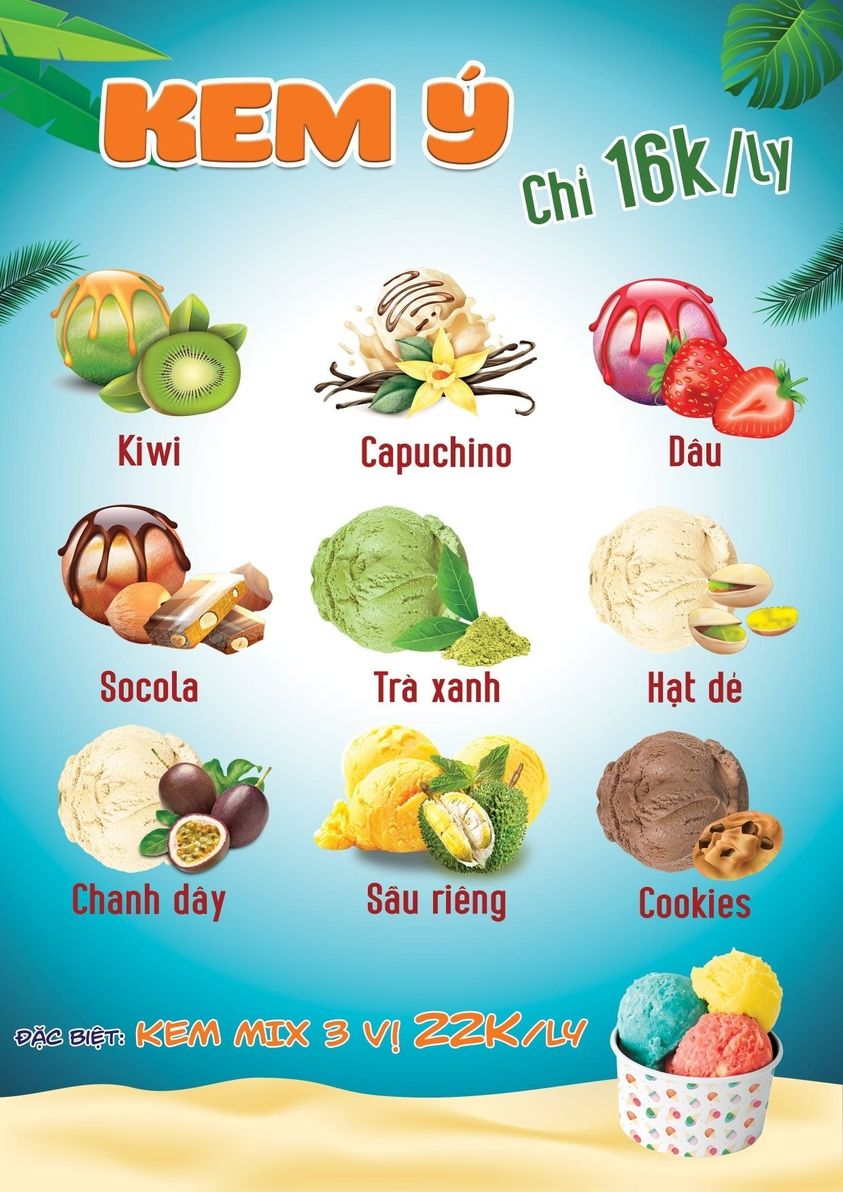 KEM Ý
Chỉ 16k/ly
Kiwi
Capuchino
Dâu
Socola
Trà xanh
Hạt dẻ
Chanh dây
Sầu riêng
Cookies
ĐẶC BIỆT: KEM MIX 3 VỊ 22K/LY